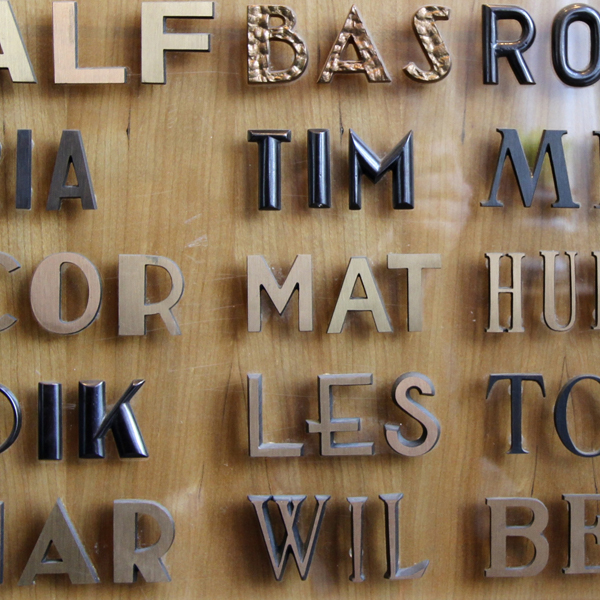 ALF BAS RO
IA TIM M
COR MAT HU
IK LES TO
AR WIL BE